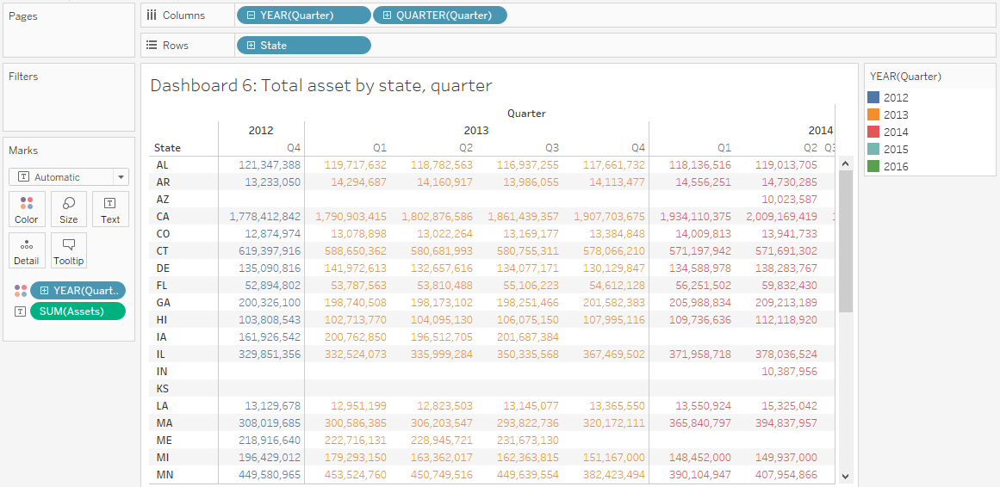 Pages
Columns
YEAR(Quarter)
QUARTER(Quarter)
Rows
State
Filters
Marks
Automatic
Color
Size
Text
Detail
Tooltip
YEAR(Quart..
SUM(Assets)
Dashboard 6: Total asset by state, quarter
Quarter
2012 2013 2014
State Q4 Q1 Q2 Q3 Q4 Q1 Q2 Q3
AL 121,347,388 119,717,632 118,782,563 116,937,255 117,661,732 118,136,516 119,013,705
AR 13,233,050 14,294,687 14,160,917 13,986,055 14,113,477 14,556,251 14,730,285
AZ 10,023,587
CA 1,778,412,842 1,790,903,415 1,802,876,586 1,861,439,357 1,907,703,675 1,934,110,375 2,009,169,419
CO 12,874,974 13,078,898 13,022,264 13,169,177 13,384,848 14,009,813 13,941,733
CT 619,397,916 588,650,362 580,681,993 580,755,311 578,066,210 571,197,942 571,691,302
DE 135,090,816 141,972,613 132,657,616 134,077,171 130,129,847 134,588,978 138,283,767
FL 52,894,802 53,787,563 53,810,488 55,106,223 54,612,128 56,251,502 59,832,430
GA 200,326,100 198,740,508 198,173,102 198,251,466 201,582,383 205,988,834 209,213,189
HI 103,808,543 102,713,770 104,095,130 106,075,150 107,995,116 109,736,636 112,118,920
IA 161,926,542 200,762,850 196,512,705 201,687,384
IL 329,851,356 332,524,073 335,999,284 350,335,568 367,469,502 371,958,718 378,036,524
IN 10,387,956
KS
LA 13,129,678 12,951,199 12,823,503 13,145,077 13,365,550 13,550,924 15,325,042
MA 308,019,685 300,586,385 306,203,547 293,822,736 320,172,111 365,840,797 394,837,957
ME 218,916,640 222,716,131 228,945,721 231,673,130
MI 196,429,012 179,293,150 163,362,017 162,363,815 151,167,000 148,452,000 149,937,000
MN 449,580,965 453,524,760 450,749,516 449,639,554 382,423,494 390,104,947 407,954,866
YEAR(Quarter)
2012
2013
2014
2015
2016